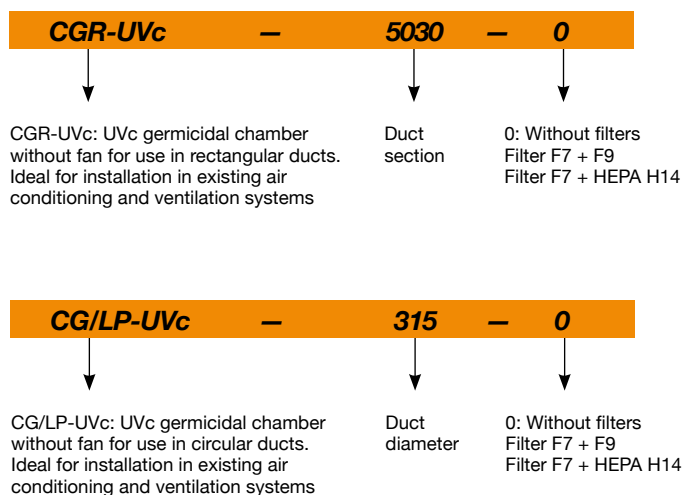 CGR-UVc – 5030 – 0
CGR-UVc: UVc germicidal chamber
without fan for use in rectangular ducts.
Ideal for installation in existing air
conditioning and ventilation systems
Duct
section
0: Without filters
Filter F7 + F9
Filter F7 + HEPA H14
CG/LP-UVc – 315 – 0
CG/LP-UVc: UVc germicidal chamber
without fan for use in circular ducts.
Ideal for installation in existing air
conditioning and ventilation systems
Duct
diameter
0: Without filters
Filter F7 + F9
Filter F7 + HEPA H14